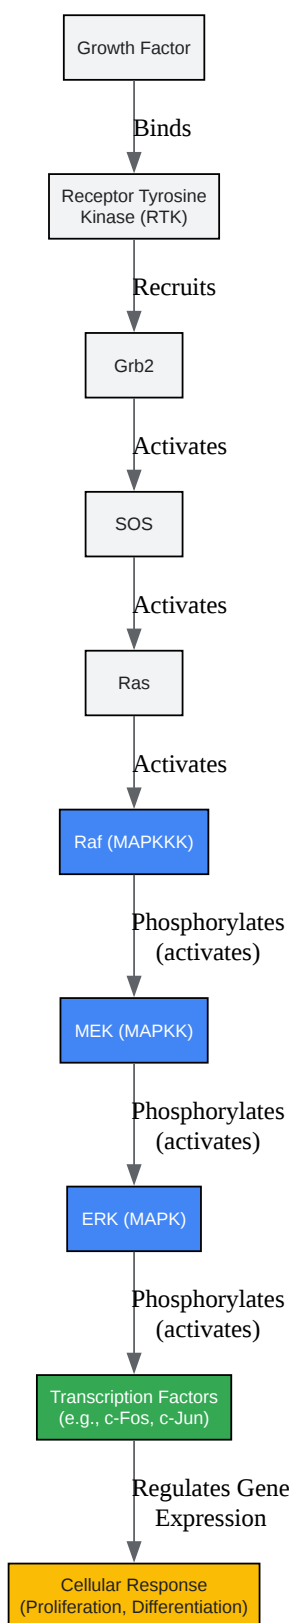 Growth Factor
Binds
Receptor Tyrosine
Kinase (RTK)
Recruits
Grb2
Activates
SOS
Activates
Ras
Activates
Raf (MAPKKK)
Phosphorylates
(activates)
MEK (MAPKK)
Phosphorylates
(activates)
ERK (MAPK)
Phosphorylates
(activates)
Transcription Factors
(e.g., c-Fos, c-Jun)
Regulates Gene
Expression
Cellular Response
(Proliferation, Differentiation)